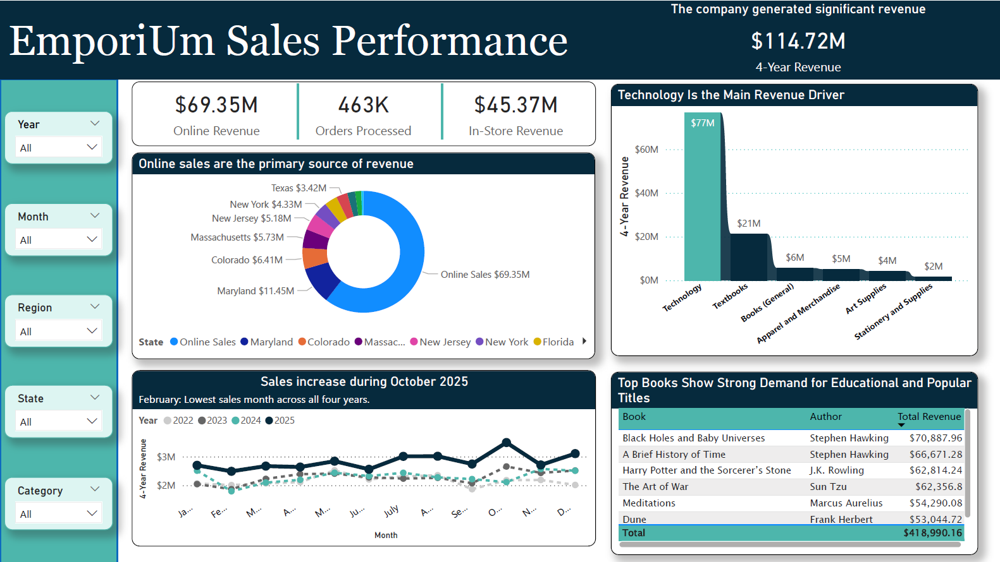 EmporiUm Sales Performance
The company generated significant revenue
$114.72M
4-Year Revenue
Year
All
Month
All
Region
All
State
All
Category
All
$69.35M
Online Revenue
463K
Orders Processed
$45.37M
In-Store Revenue
Online sales are the primary source of revenue
Texas $3.42M
New York $4.33M
New Jersey $5.18M
Massachusetts $5.73M
Colorado $6.41M
Maryland $11.45M
Online Sales $69.35M
State Online Sales Maryland Colorado Massac... New Jersey New York Florida
Technology Is the Main Revenue Driver
4-Year Revenue
$60M
$40M
$20M
$0M
$77M
$21M
$6M
$5M
$4M
$2M
Technology
Textbooks
Books (General)
Apparel and Merchandise
Art Supplies
Stationery and Supplies
Sales increase during October 2025
February: Lowest sales month across all four years.
Year 2022 2023 2024 2025
4-Year Revenue
$3M
$2M
Ja...
Fe...
M...
A...
M...
Ju...
July
A...
Se...
O...
N...
D...
Month
Top Books Show Strong Demand for Educational and Popular
Titles
Book Author Total Revenue
Black Holes and Baby Universes Stephen Hawking $70,887.96
A Brief History of Time Stephen Hawking $66,671.28
Harry Potter and the Sorcerer's Stone J.K. Rowling $62,814.24
The Art of War Sun Tzu $62,356.8
Meditations Marcus Aurelius $54,290.08
Dune Frank Herbert $53,044.72
Total $418,990.16